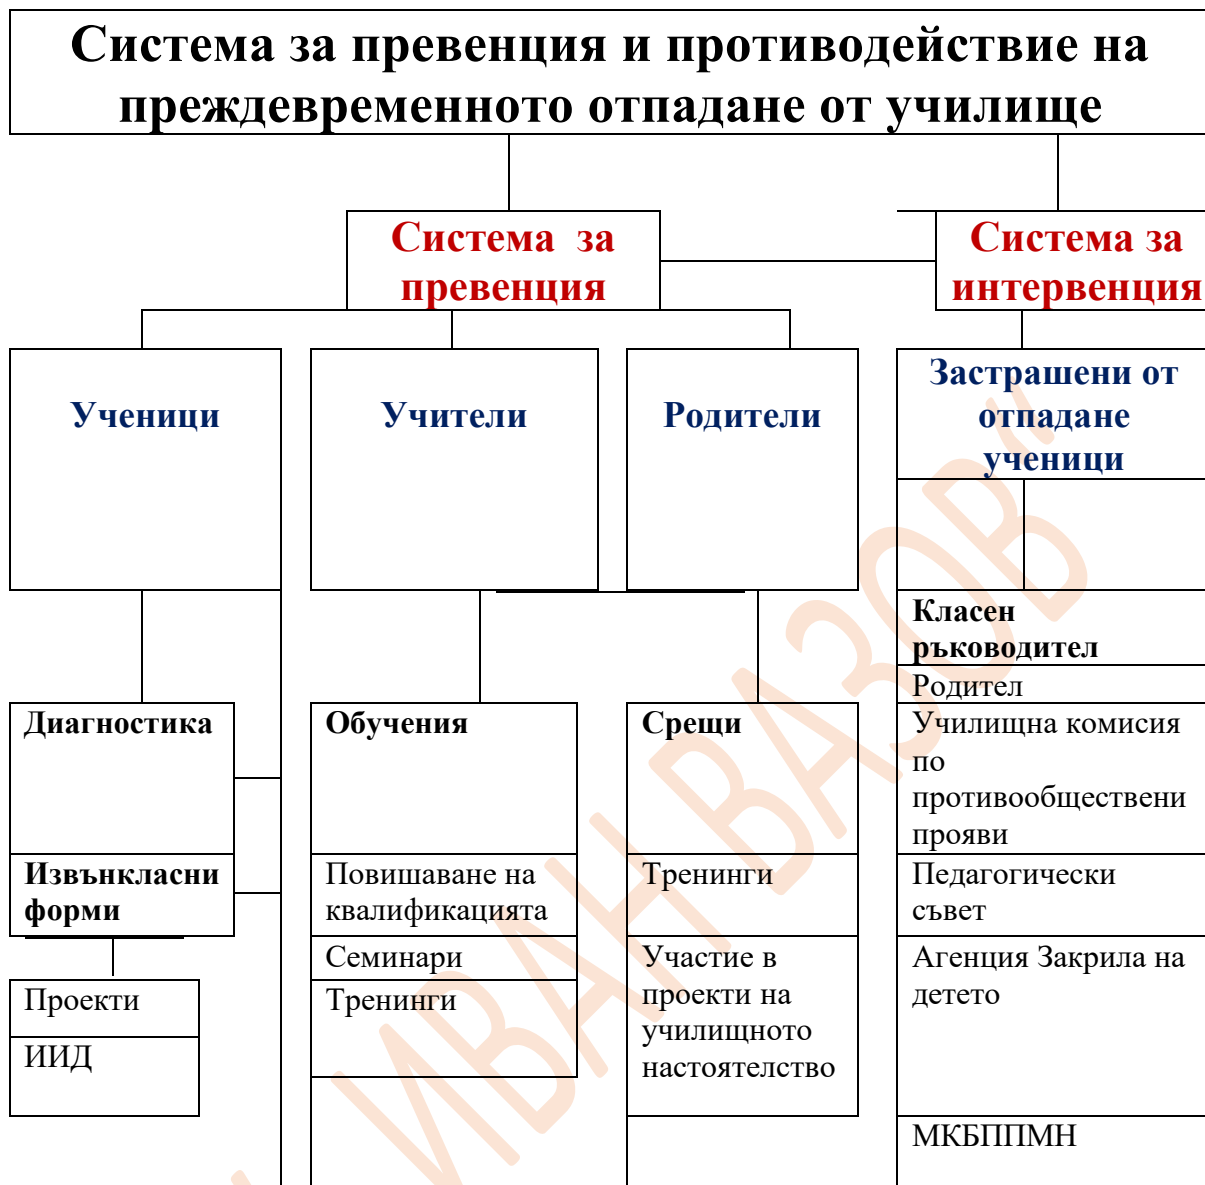 Система за превенция и противодействие на
преждевременното отпадане от училище
Система за
превенция
Система за
интервенция
Ученици
Учители
Родители
Застрашени от
отпадане
ученици
Класен
ръководител
Родител
Диагностика
Обучения
Срещи
Училищна комисия
по
противообществени
прояви
Извънкласни
форми
Повишаване на
квалификацията
Тренинги
Педагогически
съвет
Семинари
Тренинги
Участие в
проекти на
училищното
настоятелство
Агенция Закрила на
детето
Проекти
ИИД
МКБППМН
ИВАН ВАЗОВ“